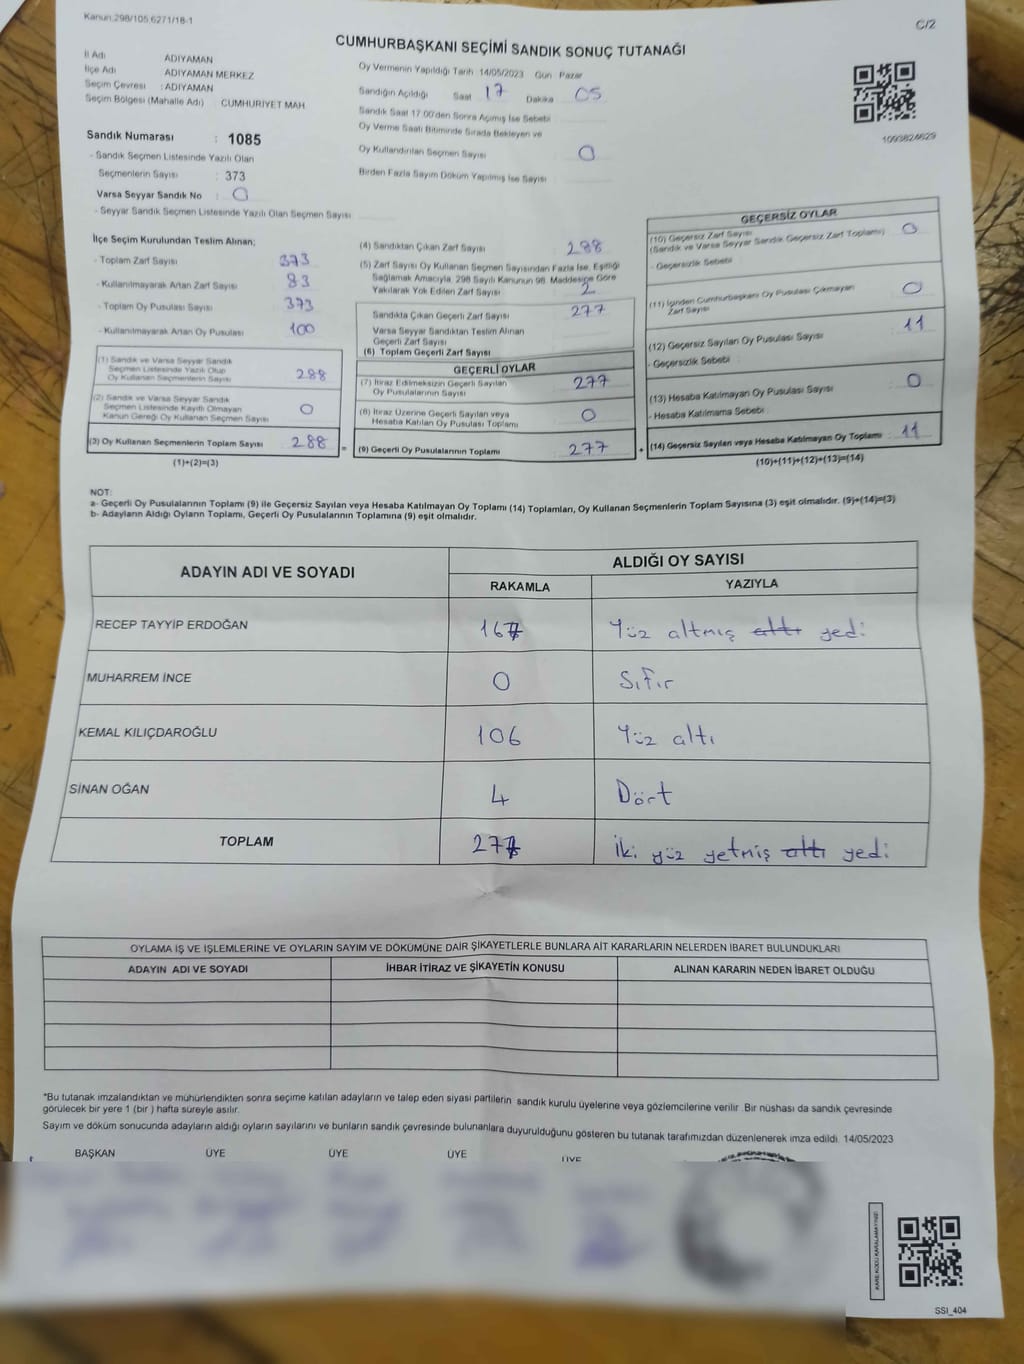 Kanun:298/105,6271/18-1
C/2
CUMHURBAŞKANI SEÇİMİ SANDIK SONUÇ TUTANAĞI
İl Adı ADIYAMAN
İlçe Adı ADIYAMAN MERKEZ
Seçim Çevresi : ADIYAMAN
Seçim Bölgesi (Mahalle Adı) : CUMHURİYET MAH
Sandık Numarası : 1085
- Sandık Seçmen Listesinde Yazılı Olan
Seçmenlerin Sayısı : 373
Varsa Seyyar Sandık No : 0
- Seyyar Sandık Seçmen Listesinde Yazılı Olan Seçmen Sayısı
Oy Vermenin Yapıldığı Tarih 14/05/2023 Gün : Pazar
Sandığın Açıldığı Saat 17 Dakika 05
Sandık Saat 17.00'den Sonra Açımış İse Sebebi
Oy Verme Saati Bitiminde Sırada Bekleyen ve
Oy Kullandırılan Seçmen Sayısı : 0
Birden Fazla Sayım Döküm Yapılmış İse Sayısı
1093824629
İlçe Seçim Kurulundan Teslim Alınan;
- Toplam Zarf Sayısı 373
- Kullanılmayarak Artan Zarf Sayısı : 83
- Toplam Oy Pusulası Sayısı : 373
- Kullanılmayarak Artan Oy Pusulası : 100
(1) Sandık ve Varsa Seyyar Sandık
Seçmen Listesinde Yazılı Olup
Oy Kullanan Seçmenlerin Sayısı : 288
(2) Sandık ve Varsa Seyyar Sandık
Seçmen Listesinde Kayıtlı Olmayan
Kanun Gereği Oy Kullanan Seçmen Sayısı : 0
(3) Oy Kullanan Seçmenlerin Toplam Sayısı : 288 =
(1)+(2)=(3)
(4) Sandıktan Çıkan Zarf Sayısı : 288
(5) Zarf Sayısı Oy Kullanan Seçmen Sayısından Fazla İse, Eşitliği
Sağlamak Amacıyla, 298 Sayılı Kanunun 98. Maddesine Göre
Yakılarak Yok Edilen Zarf Sayısı : 2
Sandıkta Çıkan Geçerli Zarf Sayısı : 277
Varsa Seyyar Sandıktan Teslim Alınan
Geçerli Zarf Sayısı
(6) Toplam Geçerli Zarf Sayısı
GEÇERLİ OYLAR
(7) İtiraz Edilmeksizin Geçerli Sayılan
Oy Pusulalarının Sayısı : 277
(8) İtiraz Üzerine Geçerli Sayılan veya
Hesaba Katılan Oy Pusulası Toplamı : 0
(9) Geçerli Oy Pusulalarının Toplamı : 277 +
GEÇERSİZ OYLAR
(10) Geçersiz Zarf Sayısı
(Sandık ve Varsa Seyyar Sandık Geçersiz Zarf Toplamı) : 0
- Geçersizlik Sebebi :
(11) İçinden Cumhurbaşkanı Oy Pusulası Çıkmayan
Zarf Sayısı : 0
(12) Geçersiz Sayılan Oy Pusulası Sayısı : 11
- Geçersizlik Sebebi :
(13) Hesaba Katılmayan Oy Pusulası Sayısı : 0
- Hesaba Katılmama Sebebi :
(14) Geçersiz Sayılan veya Hesaba Katılmayan Oy Toplamı : 11
(10)+(11)+(12)+(13)=(14)
NOT:
a- Geçerli Oy Pusulalarının Toplamı (9) ile Geçersiz Sayılan veya Hesaba Katılmayan Oy Toplamı (14) Toplamları, Oy Kullanan Seçmenlerin Toplam Sayısına (3) eşit olmalıdır. (9)+(14)=(3)
b- Adayların Aldığı Oyların Toplamı, Geçerli Oy Pusulalarının Toplamına (9) eşit olmalıdır.
ADAYIN ADI VE SOYADI ALDIĞI OY SAYISI
RAKAMLA YAZIYLA
RECEP TAYYİP ERDOĞAN 167 Yüz altmış altı yedi
MUHARREM İNCE 0 Sıfır
KEMAL KILIÇDAROĞLU 106 Yüz altı
SİNAN OĞAN 4 Dört
TOPLAM 277 İki yüz yetmiş altı yedi
OYLAMA İŞ VE İŞLEMLERİNE VE OYLARIN SAYIM VE DÖKÜMÜNE DAİR ŞİKAYETLERLE BUNLARA AİT KARARLARIN NELERDEN İBARET BULUNDUKLARI
ADAYIN ADI VE SOYADI İHBAR İTİRAZ VE ŞİKAYETİN KONUSU ALINAN KARARIN NEDEN İBARET OLDUĞU
*Bu tutanak imzalandıktan ve mühürlendikten sonra seçime katılan adayların ve talep eden siyasi partilerin sandık kurulu üyelerine veya gözlemcilerine verilir. Bir nüshası da sandık çevresinde
görülecek bir yere 1 (bir ) hafta süreyle asılır.
Sayım ve döküm sonucunda adayların aldığı oyların sayılarını ve bunların sandık çevresinde bulunanlara duyurulduğunu gösteren bu tutanak tarafımızdan düzenlenerek imza edildi. 14/05/2023
BAŞKAN ÜYE ÜYE ÜYE ÜYE
KARE KODU KARALAMAYINIZ!
SSI_404